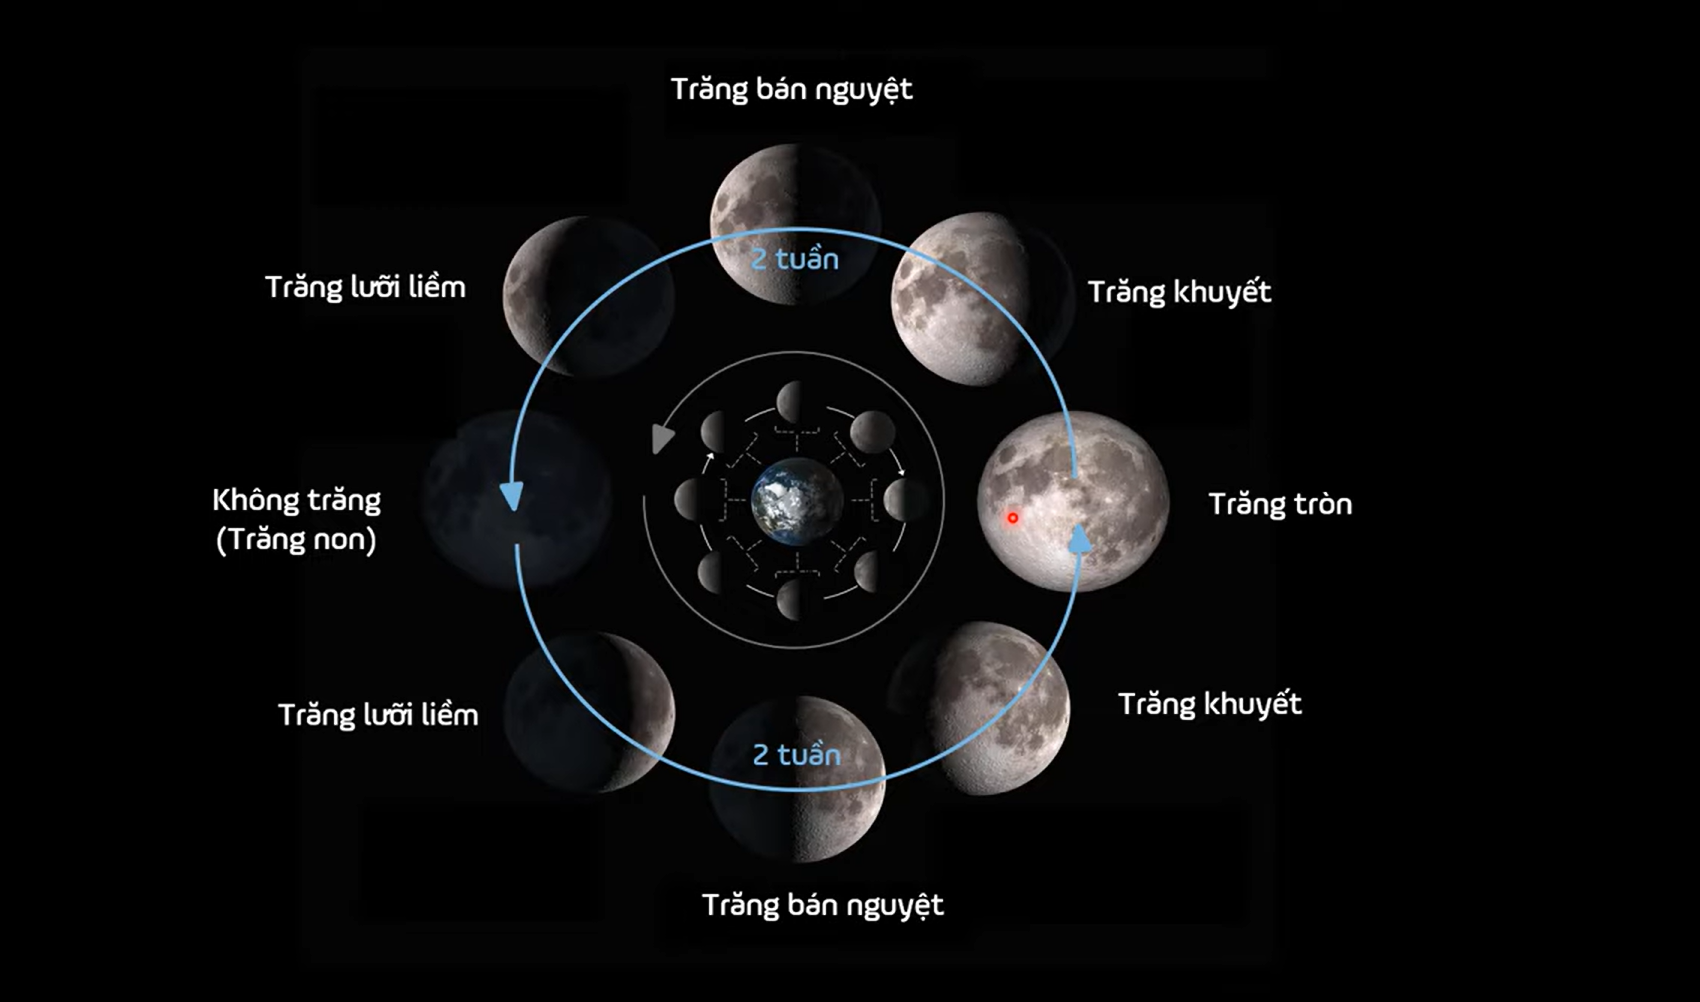 Trăng bán nguyệt
2 tuần
Trăng lưỡi liềm
Trăng khuyết
Không trăng
(Trăng non)
Trăng tròn
Trăng lưỡi liềm
Trăng khuyết
2 tuần
Trăng bán nguyệt